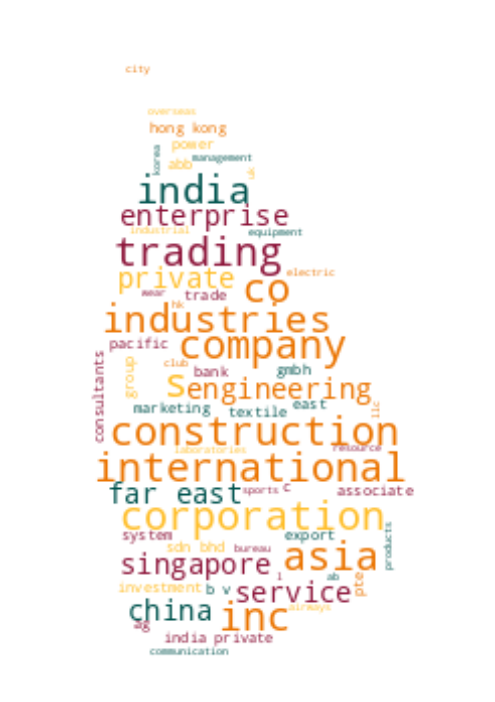 city
overseas
hong kong
power
korea
management
abb
uk
india
enterprise
industrial
equipment
trading
private
electric
co
wear
trade
hk
industries
pacific
company
consultants
group
club
bank
gmbh
s
engineering
marketing
textile
east
llc
construction
laboratories
resource
international
far east
sports
c
associate
corporation
system
export
products
sdn bhd
bureau
asia
singapore
l
ab
pte
investment
b v
service
china
inc
airways
ag
india private
communication